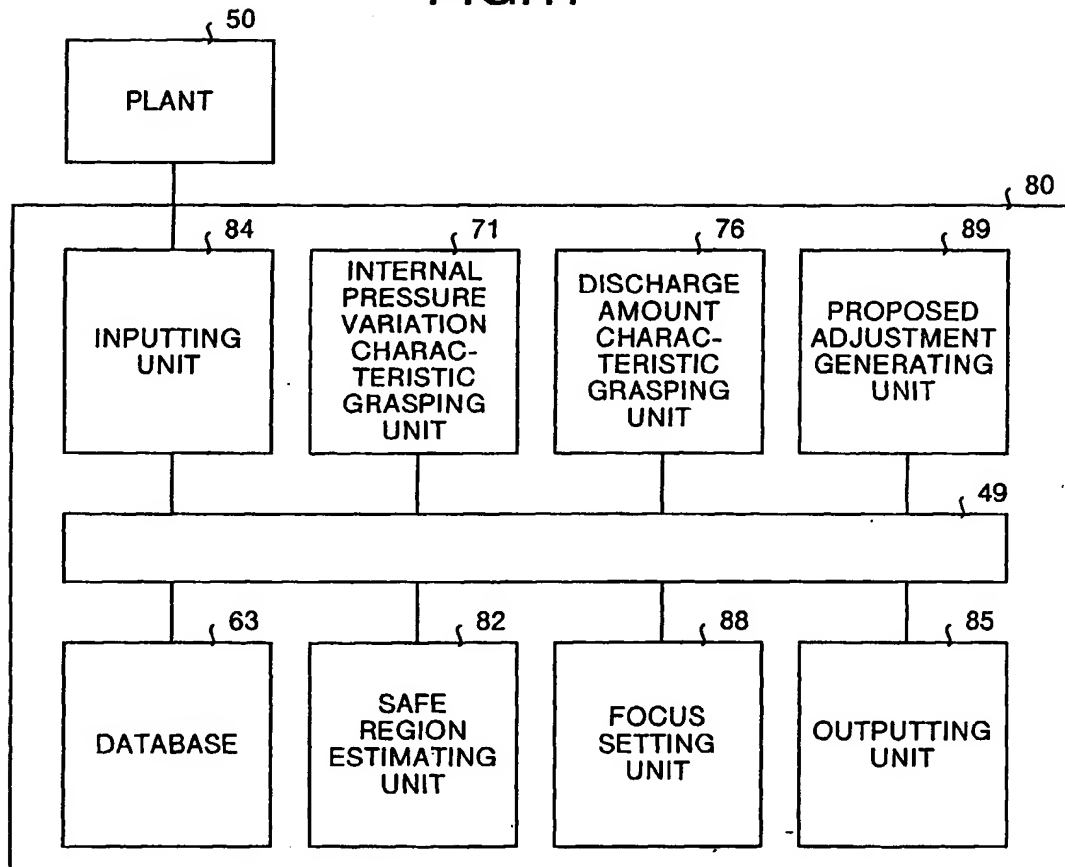 50
PLANT
80
84
INPUTTING
UNIT
71
INTERNAL
PRESSURE
VARIATION
CHARAC-
TERISTIC
GRASPING
UNIT
76
DISCHARGE
AMOUNT
CHARAC-
TERISTIC
GRASPING
UNIT
89
PROPOSED
ADJUSTMENT
GENERATING
UNIT
49
63
DATABASE
82
SAFE
REGION
ESTIMATING
UNIT
88
FOCUS
SETTING
UNIT
85
OUTPUTTING
UNIT